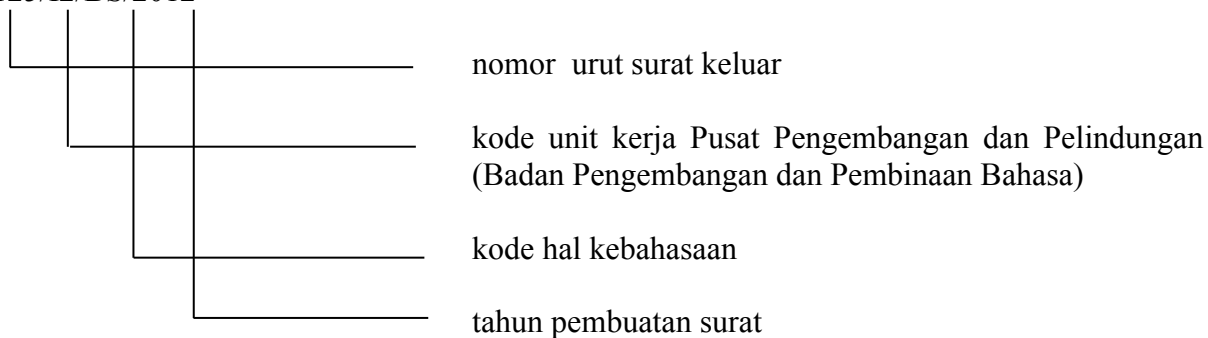 nomor urut surat keluar
kode unit kerja Pusat Pengembangan dan Pelindungan
(Badan Pengembangan dan Pembinaan Bahasa)
kode hal kebahasaan
tahun pembuatan surat